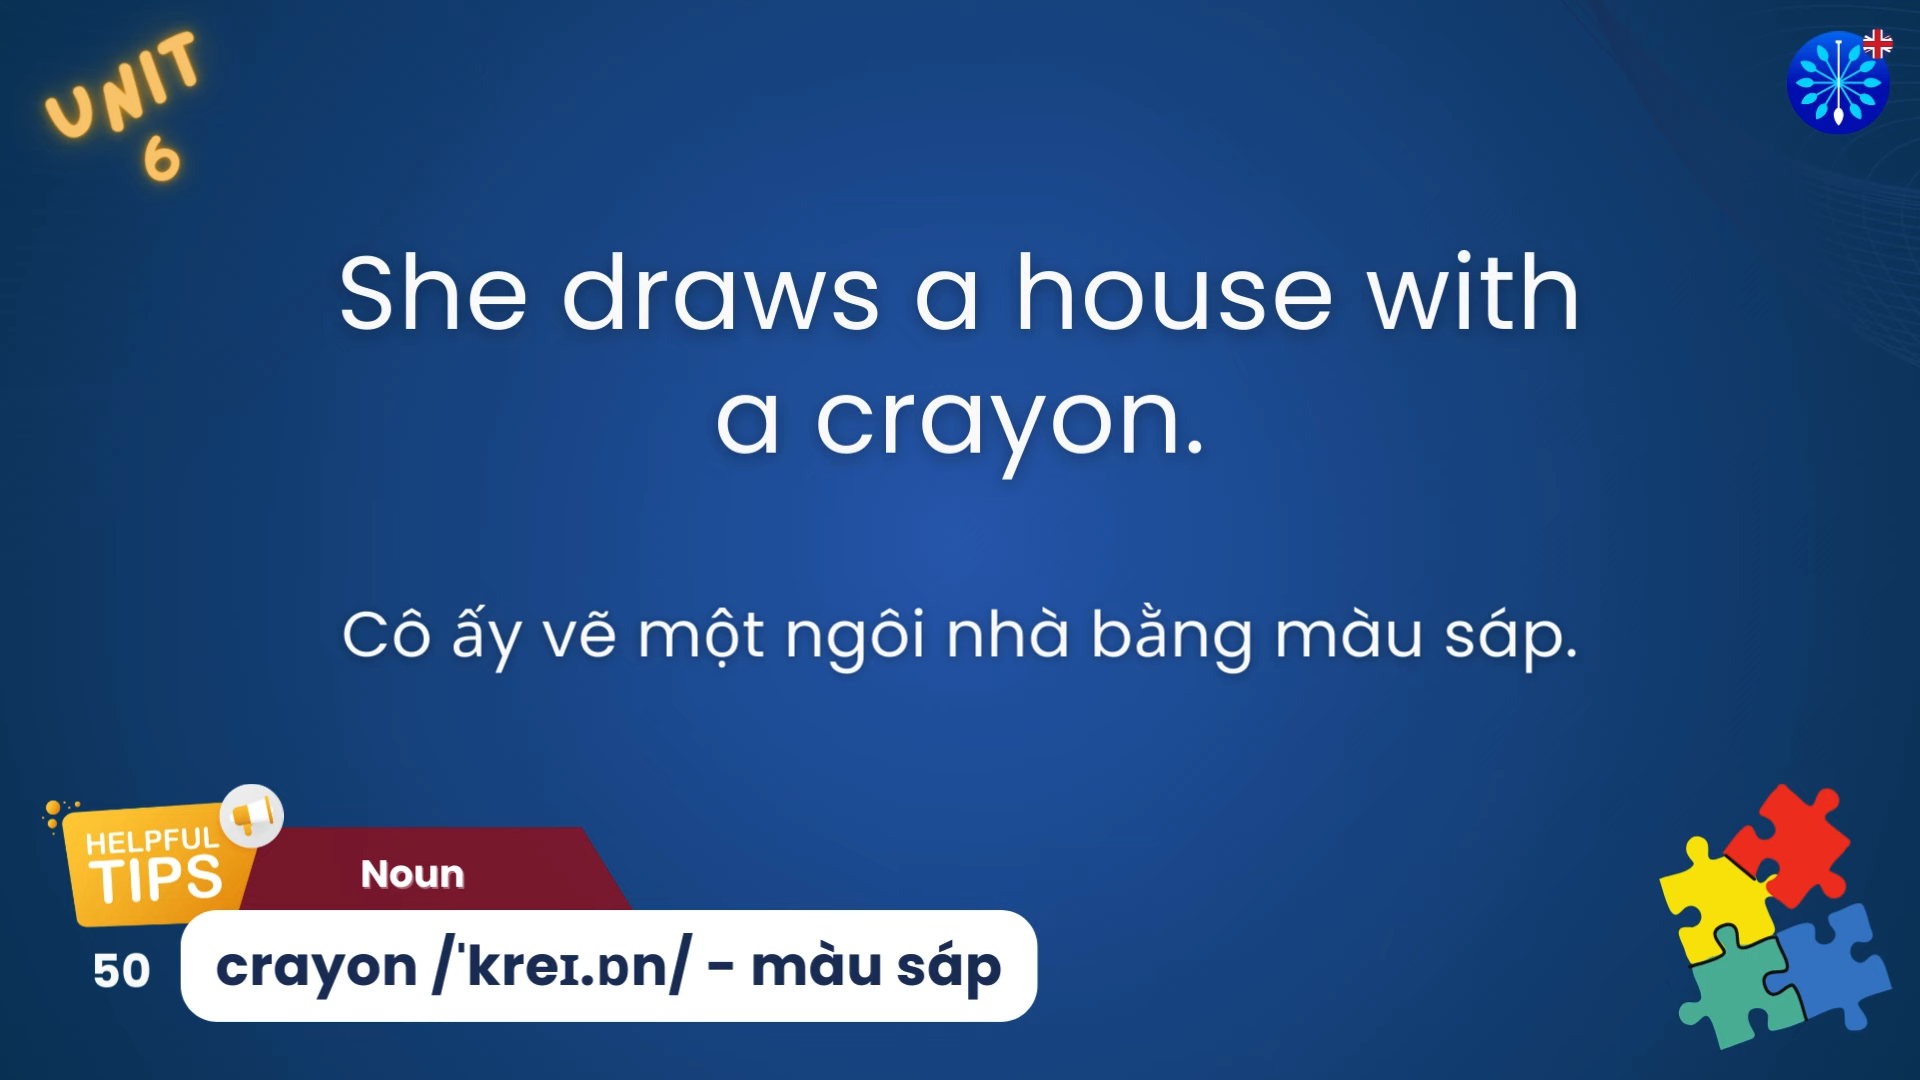 UNIT
6
She draws a house with
a crayon.
Cô ấy vẽ một ngôi nhà bằng màu sáp.
HELPFUL
TIPS
Noun
50
crayon /ˈkreɪ.ɒn/ - màu sáp